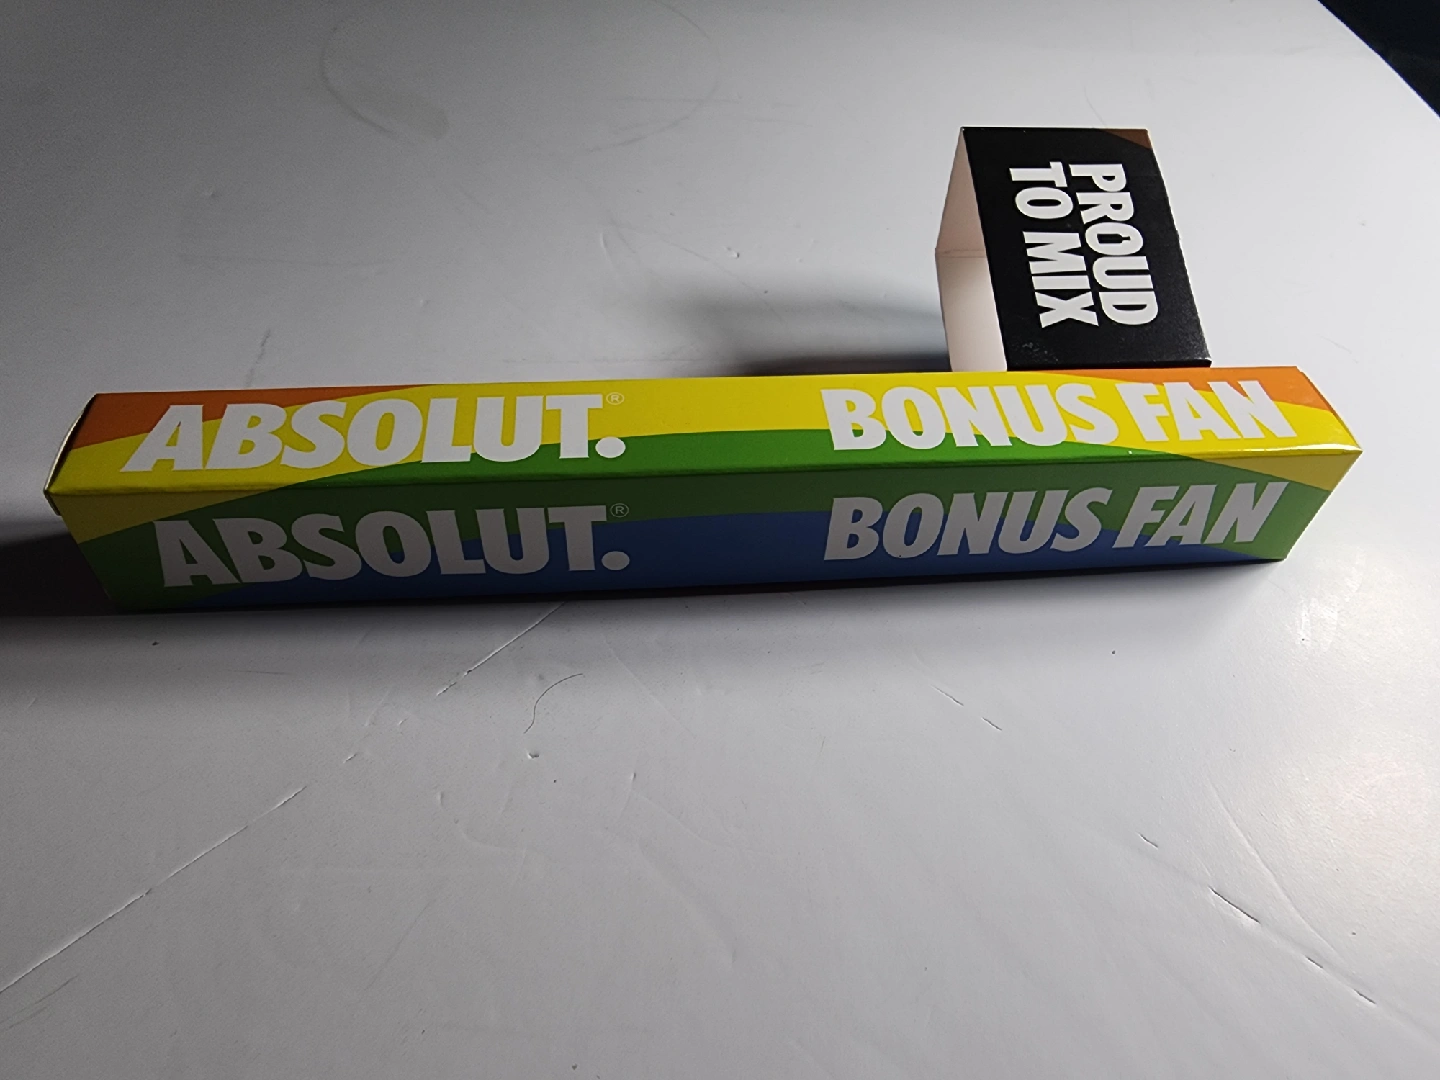 PROUD
TO MIX
ABSOLUT.® BONUS FAN
ABSOLUT.® BONUS FAN